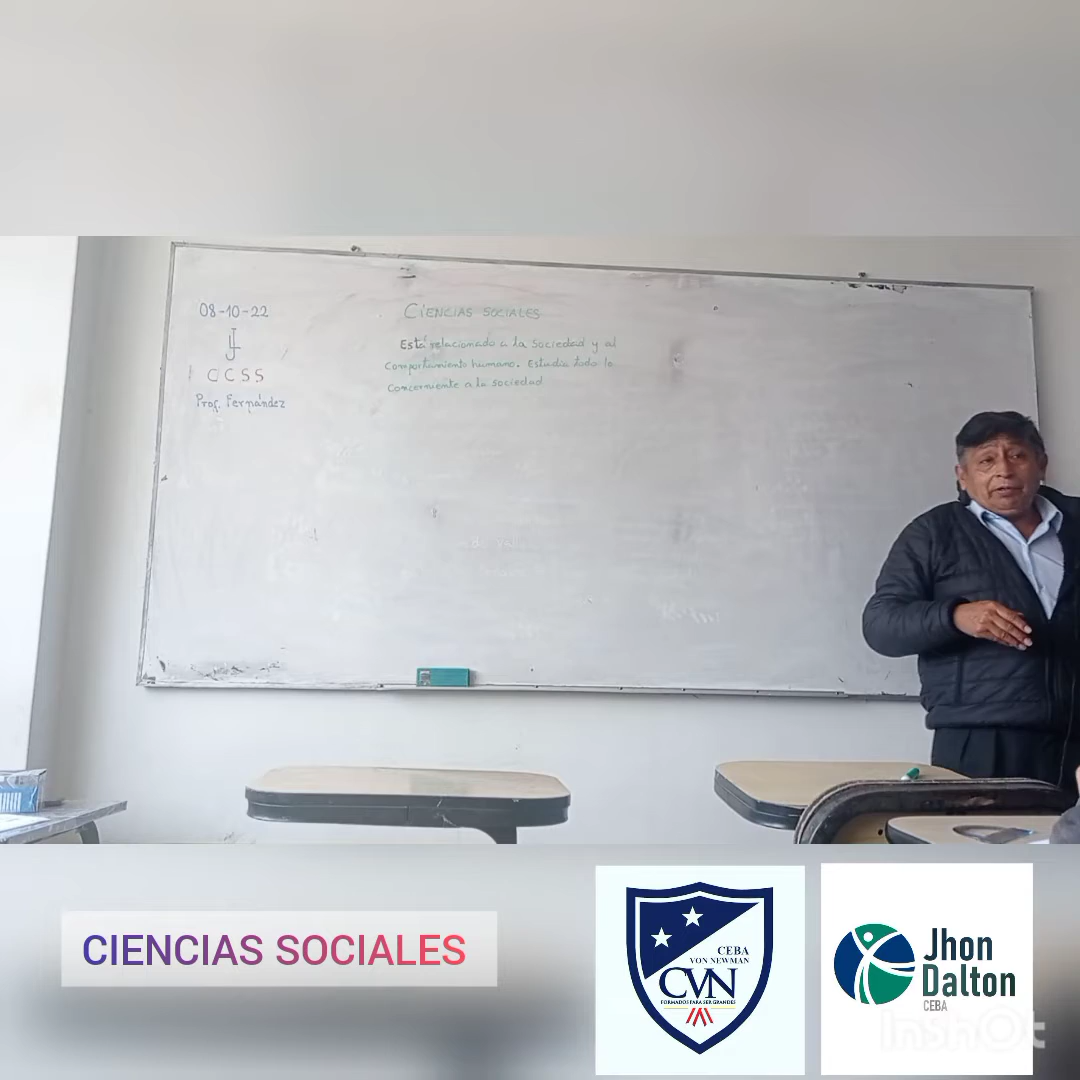 08-10-22
CCSS
Prof. Fernández
CIENCIAS SOCIALES
Está relacionado a la sociedad y al
comportamiento humano. Estudia todo lo
concerniente a la sociedad
CIENCIAS SOCIALES
CEBA
VON NEWMAN
CVN
FORMADOS PARA SER GRANDES
Jhon
Dalton
CEBA
InShOt